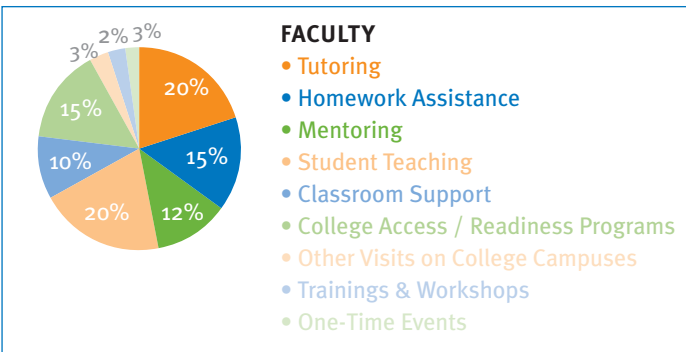 2% 3%
3%
20%
15%
15%
10%
20%
12%
FACULTY
• Tutoring
• Homework Assistance
• Mentoring
• Student Teaching
• Classroom Support
• College Access / Readiness Programs
• Other Visits on College Campuses
• Trainings & Workshops
• One-Time Events